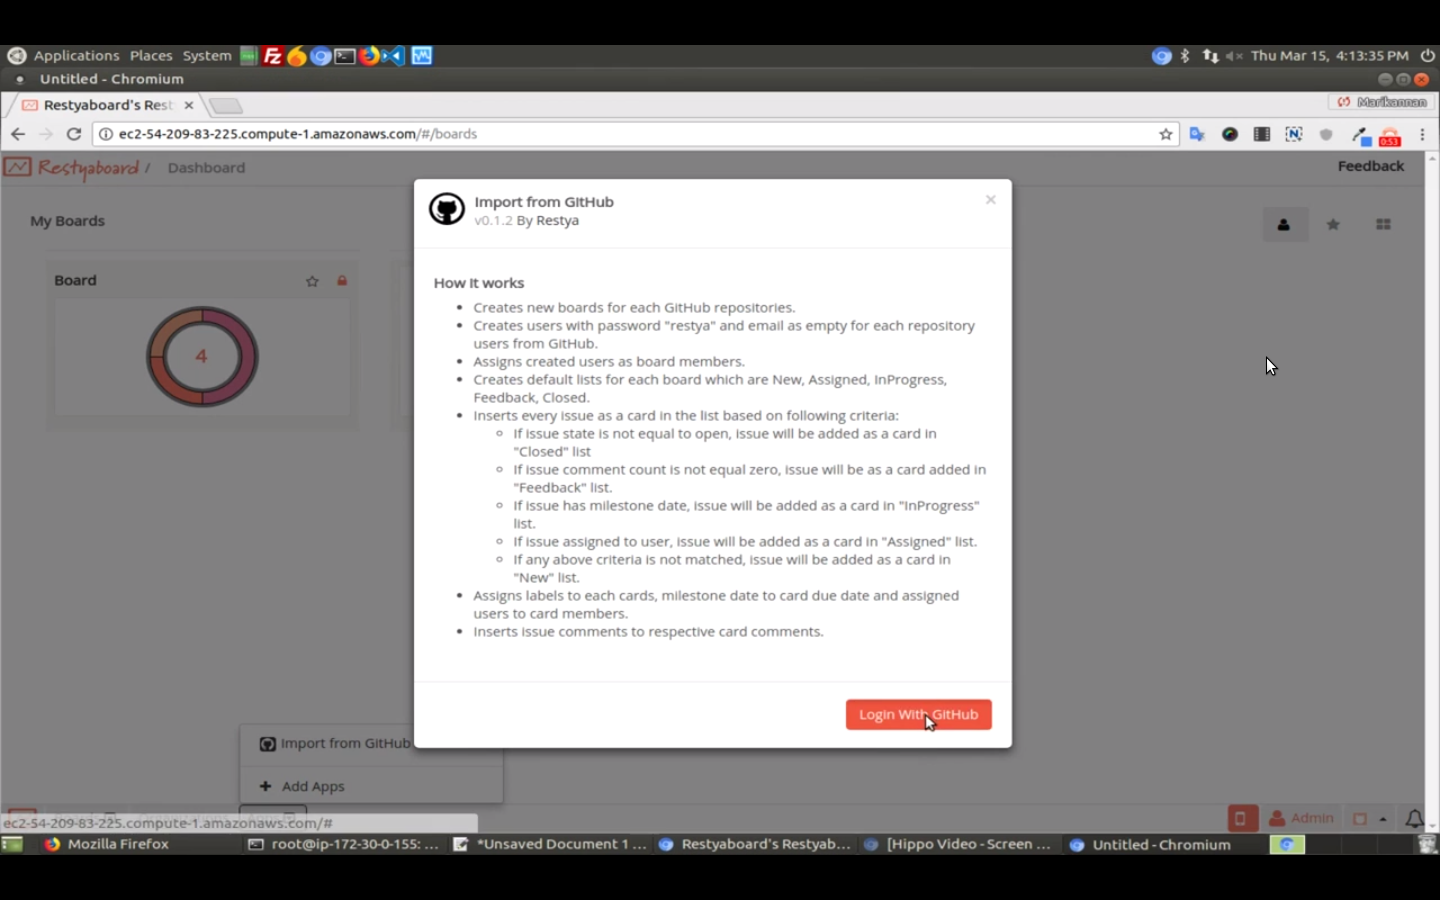 Applications Places System
Thu Mar 15, 4:13:35 PM
Untitled - Chromium
Restyaboard's Rest
Marikannan
ec2-54-209-83-225.compute-1.amazonaws.com/#/boards
0:53
Restyaboard / Dashboard
Feedback
My Boards
Board
4
Import from GitHub
v0.1.2 By Restya
×
How it works
• Creates new boards for each GitHub repositories.
• Creates users with password "restya" and email as empty for each repository
users from GitHub.
• Assigns created users as board members.
• Creates default lists for each board which are New, Assigned, InProgress,
Feedback, Closed.
• Inserts every issue as a card in the list based on following criteria:
◦ If issue state is not equal to open, issue will be added as a card in
"Closed" list
◦ If issue comment count is not equal zero, issue will be as a card added in
"Feedback" list.
◦ If issue has milestone date, issue will be added as a card in "InProgress"
list.
◦ If issue assigned to user, issue will be added as a card in "Assigned" list.
◦ If any above criteria is not matched, issue will be added as a card in
"New" list.
• Assigns labels to each cards, milestone date to card due date and assigned
users to card members.
• Inserts issue comments to respective card comments.
Login With GitHub
Import from GitHub
+ Add Apps
ec2-54-209-83-225.compute-1.amazonaws.com/#
Admin
Mozilla Firefox
root@ip-172-30-0-155: ...
*Unsaved Document 1 ...
Restyaboard's Restyab...
[Hippo Video - Screen ...
Untitled - Chromium